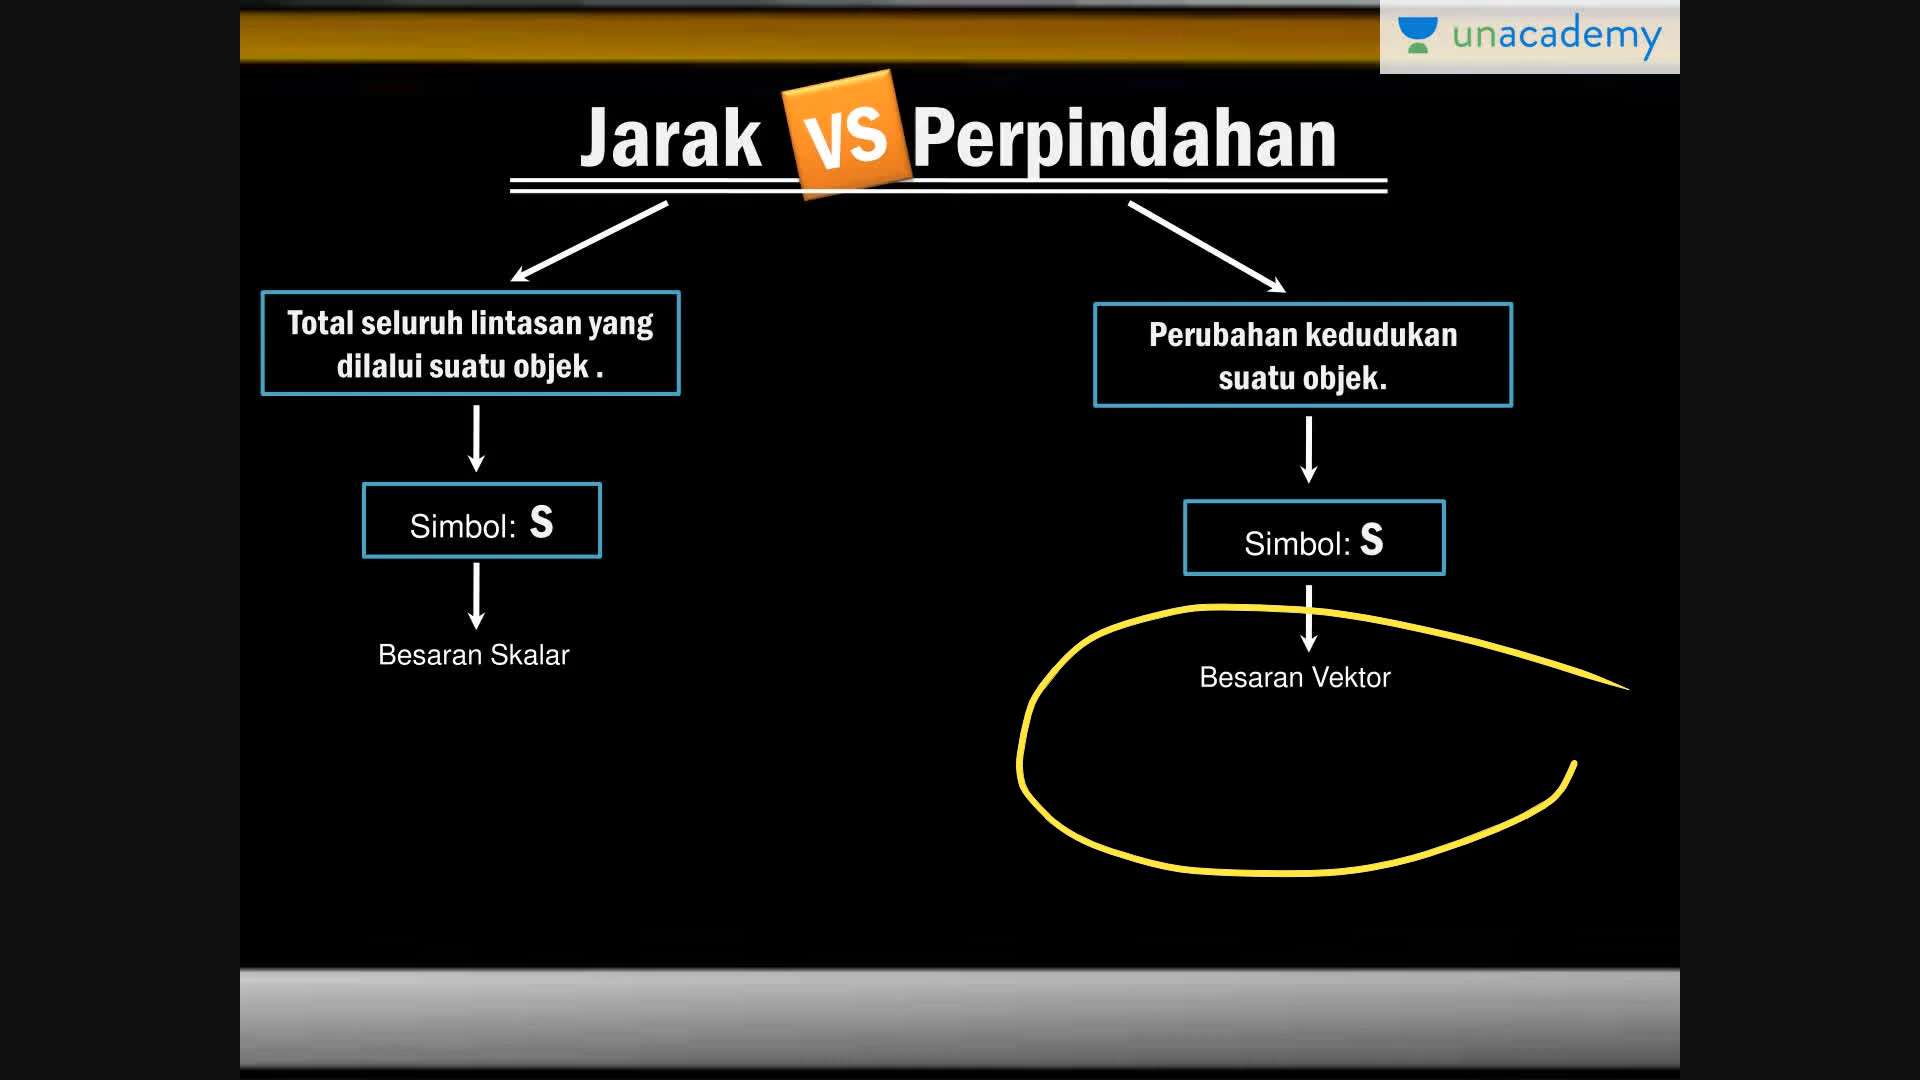 unacademy
Jarak VS Perpindahan
Total seluruh lintasan yang
dilalui suatu objek .
Simbol: S
Besaran Skalar
Perubahan kedudukan
suatu objek.
Simbol: S
Besaran Vektor